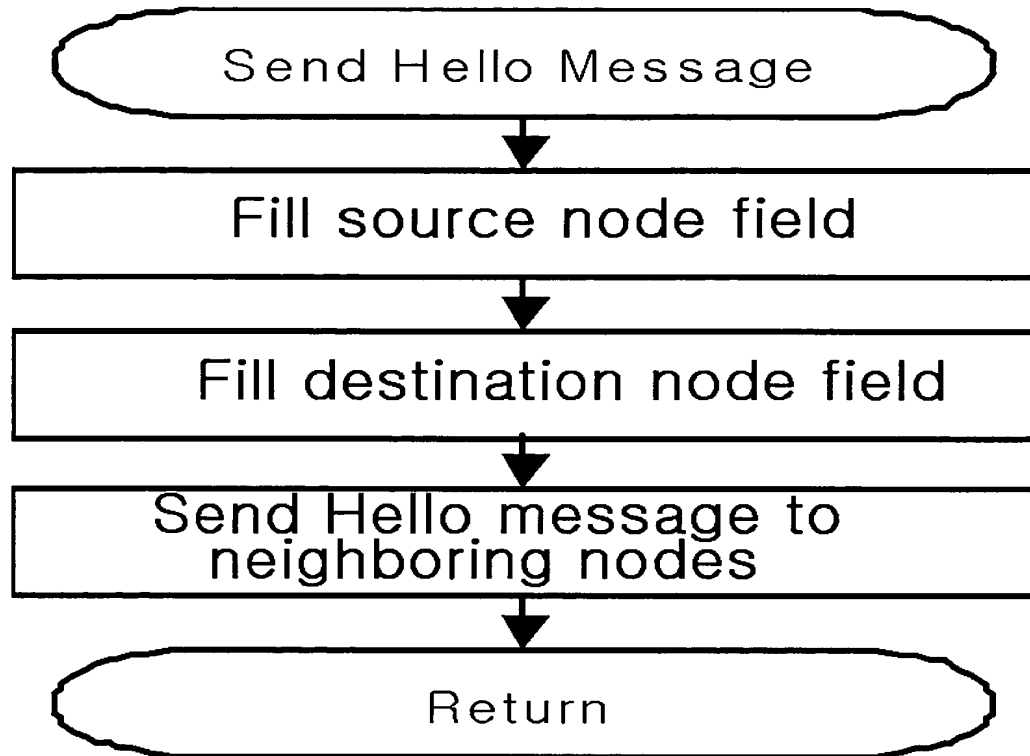 Send Hello Message
Fill source node field
Fill destination node field
Send Hello message to
neighboring nodes
Return